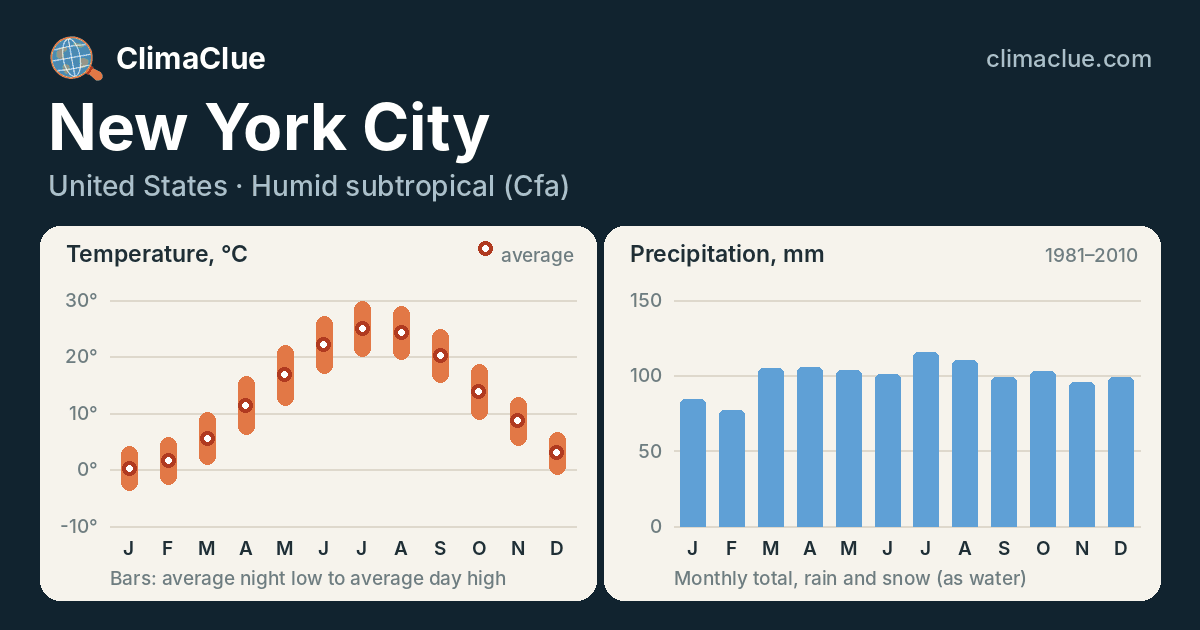 ClimaClue
climaclue.com
New York City
United States · Humid subtropical (Cfa)
Temperature, °C
average
30°
20°
10°
0°
-10°
J F M A M J J A S O N D
Bars: average night low to average day high
Precipitation, mm
1981–2010
150
100
50
0
J F M A M J J A S O N D
Monthly total, rain and snow (as water)